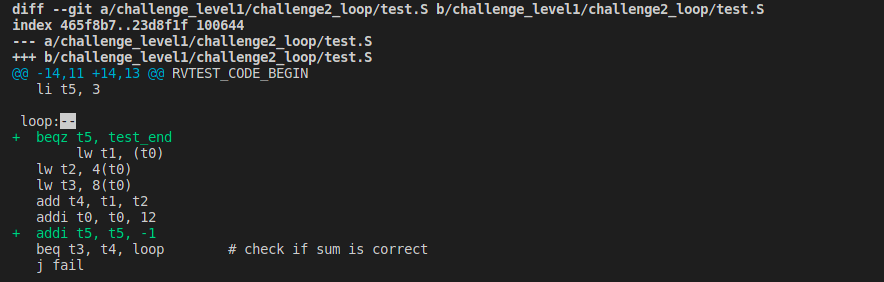 diff --git a/challenge_level1/challenge2_loop/test.S b/challenge_level1/challenge2_loop/test.S
index 465f8b7..23d8f1f 100644
--- a/challenge_level1/challenge2_loop/test.S
+++ b/challenge_level1/challenge2_loop/test.S
@@ -14,11 +14,13 @@ RVTEST_CODE_BEGIN
   li t5, 3

 loop:--
+  beqz t5, test_end
        lw t1, (t0)
   lw t2, 4(t0)
   lw t3, 8(t0)
   add t4, t1, t2
   addi t0, t0, 12
+  addi t5, t5, -1
   beq t3, t4, loop        # check if sum is correct
   j fail